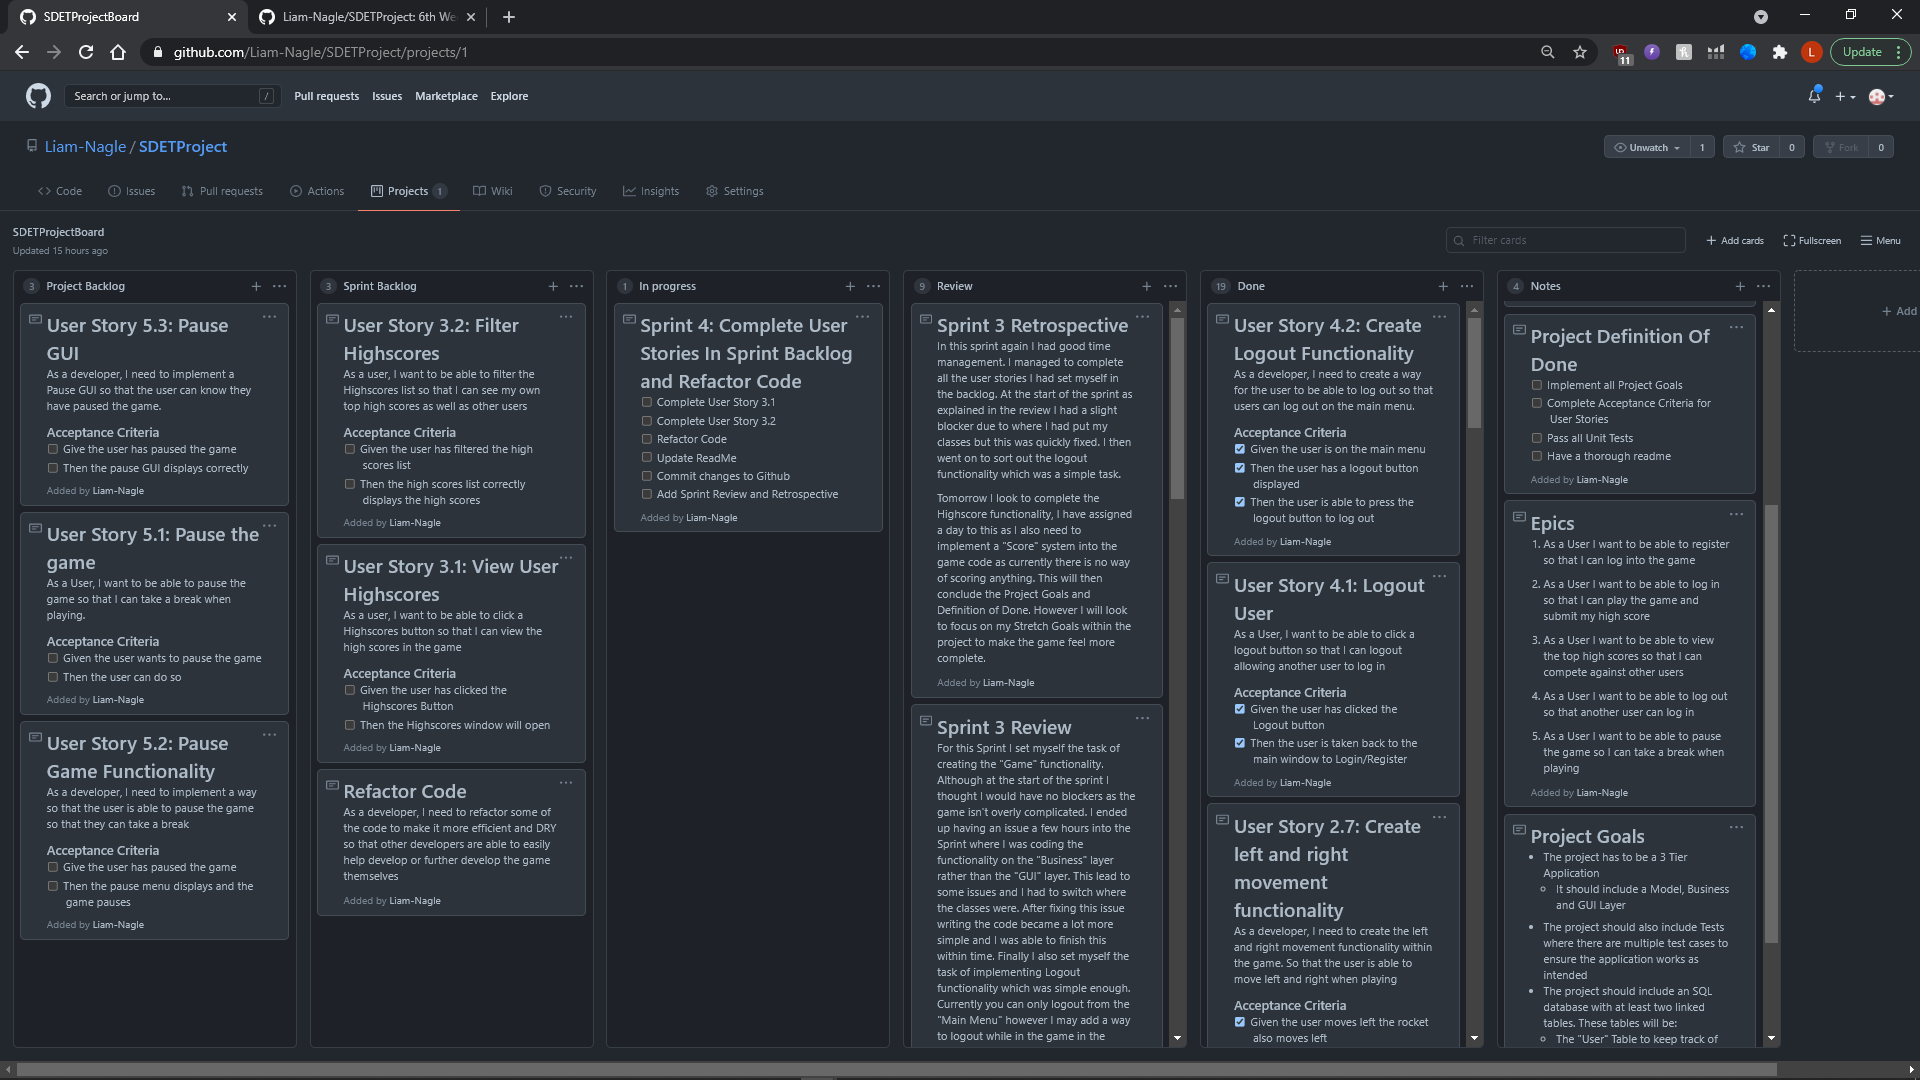 SDETProjectBoard
Liam-Nagle/SDETProject: 6th We
github.com/Liam-Nagle/SDETProject/projects/1
11
L
Update
Search or jump to...
/
Pull requests
Issues
Marketplace
Explore
Liam-Nagle / SDETProject
Unwatch
1
Star
0
Fork
0
Code
Issues
Pull requests
Actions
Projects 1
Wiki
Security
Insights
Settings
SDETProjectBoard
Updated 15 hours ago
Filter cards
Add cards
Fullscreen
Menu
3 Project Backlog
User Story 5.3: Pause
GUI
As a developer, I need to implement a
Pause GUI so that the user can know they
have paused the game.
Acceptance Criteria
Give the user has paused the game
Then the pause GUI displays correctly
Added by Liam-Nagle
User Story 5.1: Pause the
game
As a User, I want to be able to pause the
game so that I can take a break when
playing.
Acceptance Criteria
Given the user wants to pause the game
Then the user can do so
Added by Liam-Nagle
User Story 5.2: Pause
Game Functionality
As a developer, I need to implement a way
so that the user is able to pause the game
so that they can take a break
Acceptance Criteria
Give the user has paused the game
Then the pause menu displays and the
game pauses
Added by Liam-Nagle
3 Sprint Backlog
User Story 3.2: Filter
Highscores
As a user, I want to be able to filter the
Highscores list so that I can see my own
top high scores as well as other users
Acceptance Criteria
Given the user has filtered the high
scores list
Then the high scores list correctly
displays the high scores
Added by Liam-Nagle
User Story 3.1: View User
Highscores
As a user, I want to be able to click a
Highscores button so that I can view the
high scores in the game
Acceptance Criteria
Given the user has clicked the
Highscores Button
Then the Highscores window will open
Added by Liam-Nagle
Refactor Code
As a developer, I need to refactor some of
the code to make it more efficient and DRY
so that other developers are able to easily
help develop or further develop the game
themselves
Added by Liam-Nagle
1 In progress
Sprint 4: Complete User
Stories In Sprint Backlog
and Refactor Code
Complete User Story 3.1
Complete User Story 3.2
Refactor Code
Update ReadMe
Commit changes to Github
Add Sprint Review and Retrospective
Added by Liam-Nagle
9 Review
Sprint 3 Retrospective
In this sprint again I had good time
management. I managed to complete
all the user stories I had set myself in
the backlog. At the start of the sprint as
explained in the review I had a slight
blocker due to where I had put my
classes but this was quickly fixed. I then
went on to sort out the logout
functionality which was a simple task.
Tomorrow I look to complete the
Highscore functionality, I have assigned
a day to this as I also need to
implement a "Score" system into the
game code as currently there is no way
of scoring anything. This will then
conclude the Project Goals and
Definition of Done. However I will look
to focus on my Stretch Goals within the
project to make the game feel more
complete.
Added by Liam-Nagle
Sprint 3 Review
For this Sprint I set myself the task of
creating the "Game" functionality.
Although at the start of the sprint I
thought I would have no blockers as the
game isn't overly complicated. I ended
up having an issue a few hours into the
Sprint where I was coding the
functionality on the "Business" layer
rather than the "GUI" layer. This lead to
some issues and I had to switch where
the classes were. After fixing this issue
writing the code became a lot more
simple and I was able to finish this
within time. Finally I also set myself the
task of implementing Logout
functionality which was simple enough.
Currently you can only logout from the
"Main Menu" however I may add a way
to logout while in the game in the
19 Done
User Story 4.2: Create
Logout Functionality
As a developer, I need to create a way
for the user to be able to log out so that
users can log out on the main menu.
Acceptance Criteria
Given the user is on the main menu
Then the user has a logout button
displayed
Then the user is able to press the
logout button to log out
Added by Liam-Nagle
User Story 4.1: Logout
User
As a User, I want to be able to click a
logout button so that I can logout
allowing another user to log in
Acceptance Criteria
Given the user has clicked the
Logout button
Then the user is taken back to the
main window to Login/Register
Added by Liam-Nagle
User Story 2.7: Create
left and right
movement
functionality
As a developer, I need to create the left
and right movement functionality within
the game. So that the user is able to
move left and right when playing
Acceptance Criteria
Given the user moves left the rocket
also moves left
4 Notes
Project Definition Of
Done
Implement all Project Goals
Complete Acceptance Criteria for
User Stories
Pass all Unit Tests
Have a thorough readme
Added by Liam-Nagle
Epics
1. As a User I want to be able to register
so that I can log into the game
2. As a User I want to be able to log in
so that I can play the game and
submit my high score
3. As a User I want to be able to view
the top high scores so that I can
compete against other users
4. As a User I want to be able to log out
so that another user can log in
5. As a User I want to be able to pause
the game so I can take a break when
playing
Added by Liam-Nagle
Project Goals
The project has to be a 3 Tier
Application
It should include a Model, Business
and GUI Layer
The project should also include Tests
where there are multiple test cases to
ensure the application works as
intended
The project should include an SQL
database with at least two linked
tables. These tables will be:
The "User" Table to keep track of
Add